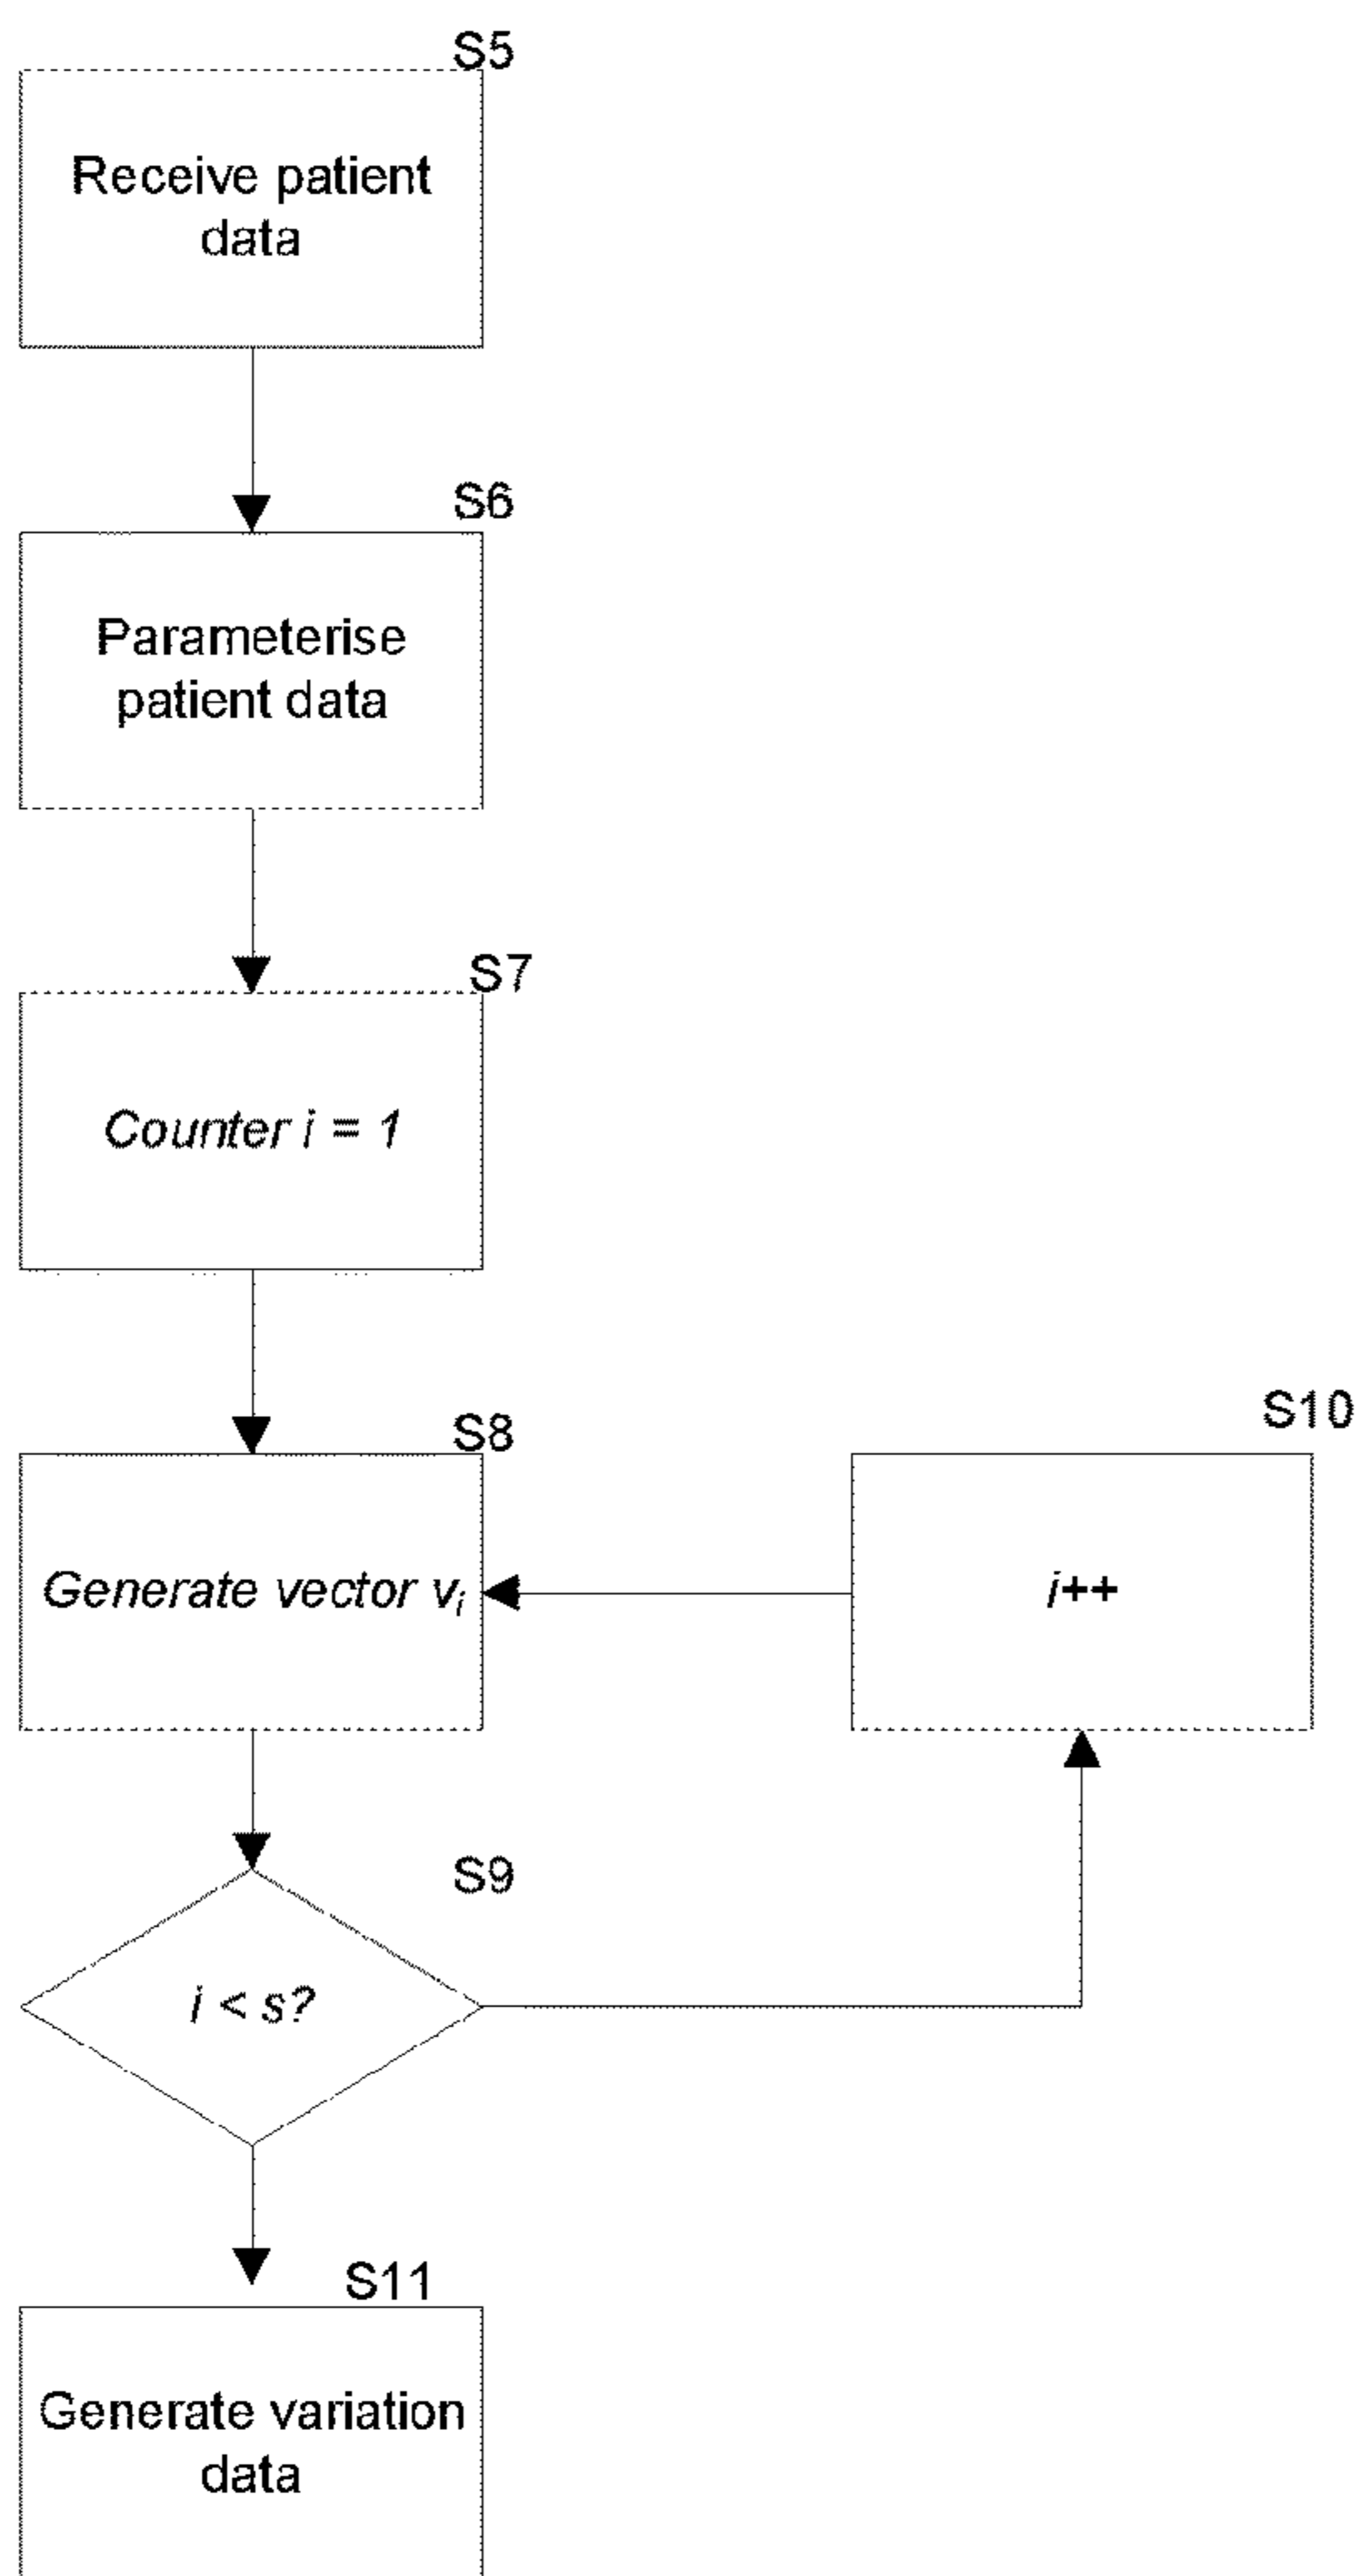 S5
Receive patient
data
S6
Parameterise
patient data
S7
Counter i = 1
S8
Generate vector vᵢ
S10
i++
S9
i < s?
S11
Generate variation
data